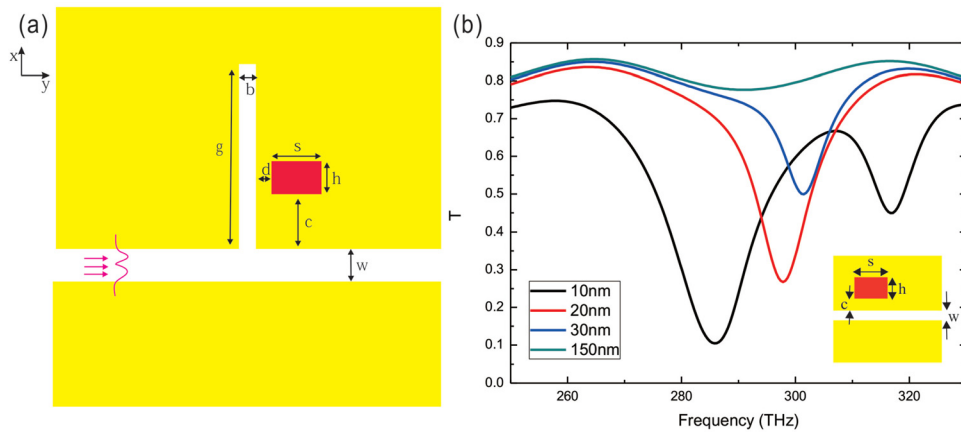 (a)
x
y
b
g
s
d
h
c
w
(b)
0.9
0.8
0.7
0.6
0.5
0.4
0.3
0.2
0.1
0.0
T
10nm
20nm
30nm
150nm
s
c
h
w
260 280 300 320
Frequency (THz)